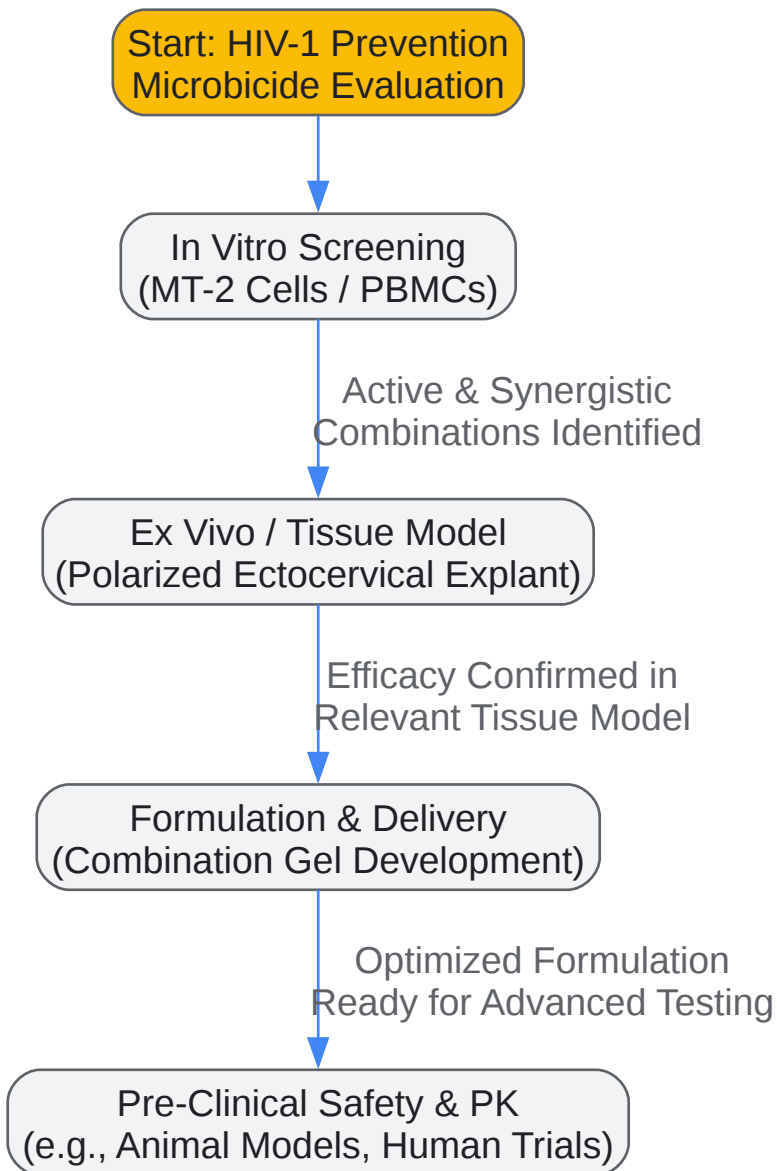 Start: HIV-1 Prevention
Microbicide Evaluation
In Vitro Screening
(MT-2 Cells / PBMCs)
Active & Synergistic
Combinations Identified
Ex Vivo / Tissue Model
(Polarized Ectocervical Explant)
Efficacy Confirmed in
Relevant Tissue Model
Formulation & Delivery
(Combination Gel Development)
Optimized Formulation
Ready for Advanced Testing
Pre-Clinical Safety & PK
(e.g., Animal Models, Human Trials)